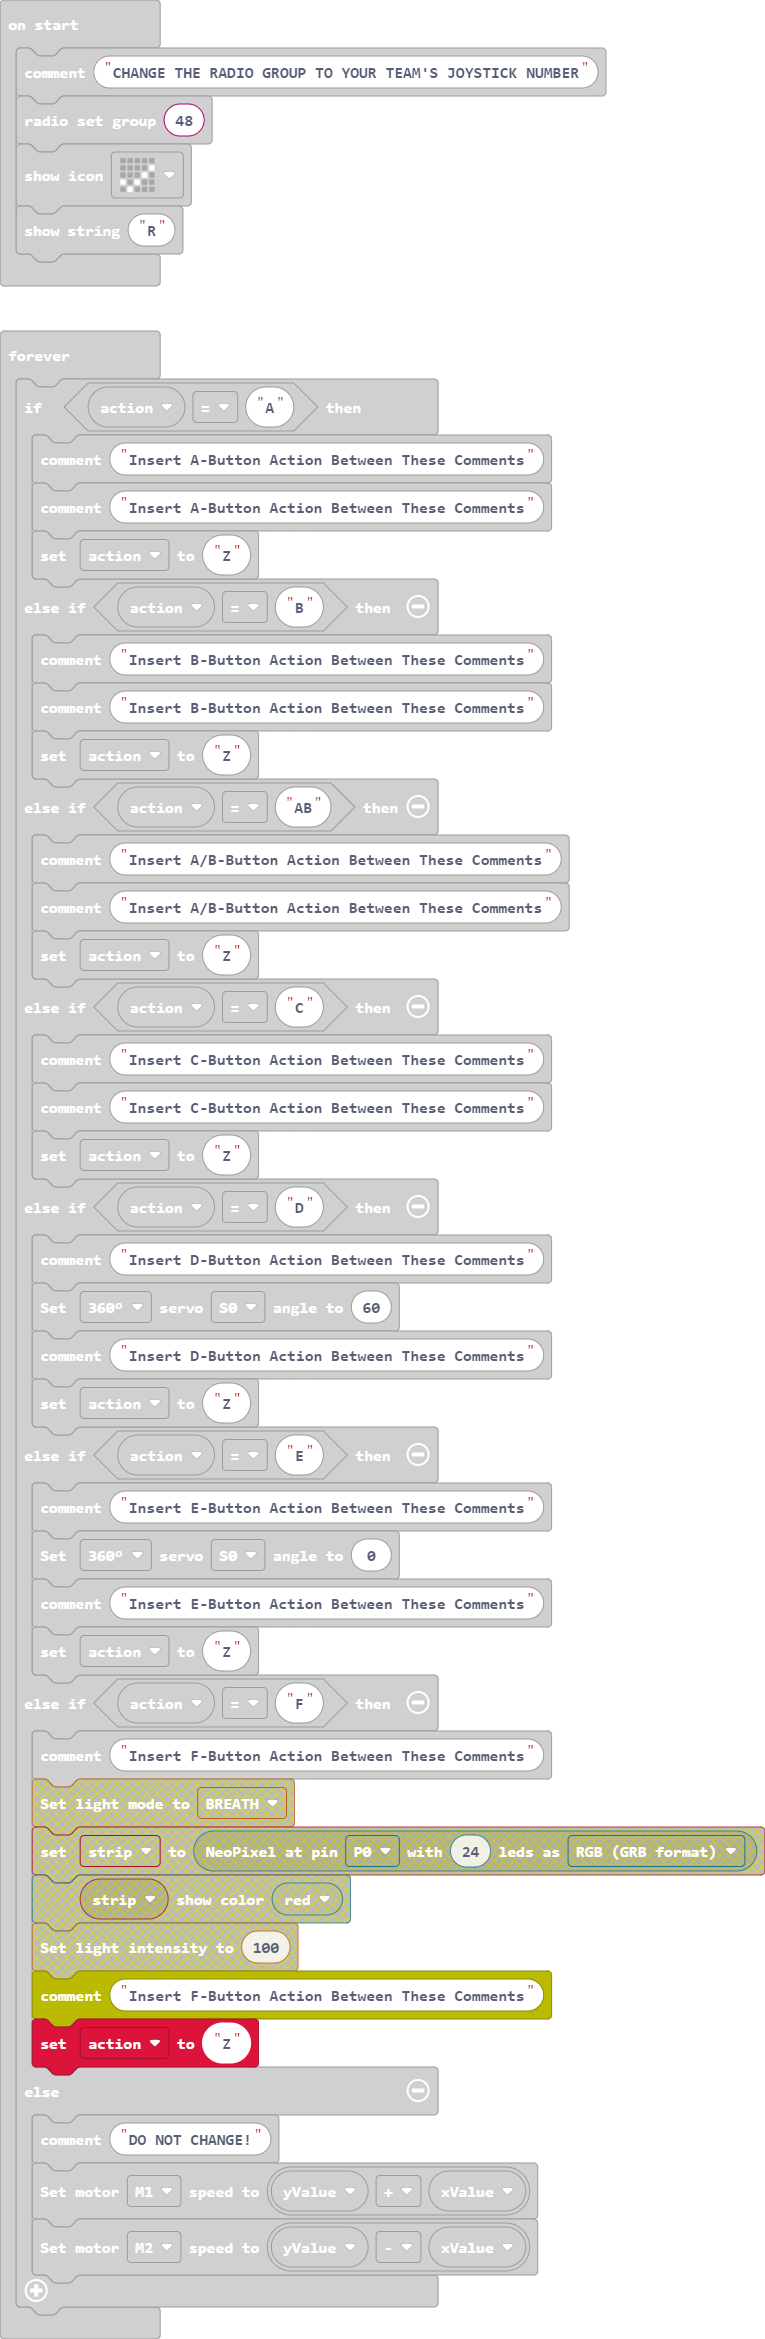 on start
comment "CHANGE THE RADIO GROUP TO YOUR TEAM'S JOYSTICK NUMBER"
radio set group 48
show icon
show string "R"
forever
if action = "A" then
comment "Insert A-Button Action Between These Comments"
comment "Insert A-Button Action Between These Comments"
set action to "Z"
else if action = "B" then
comment "Insert B-Button Action Between These Comments"
comment "Insert B-Button Action Between These Comments"
set action to "Z"
else if action = "AB" then
comment "Insert A/B-Button Action Between These Comments"
comment "Insert A/B-Button Action Between These Comments"
set action to "Z"
else if action = "C" then
comment "Insert C-Button Action Between These Comments"
comment "Insert C-Button Action Between These Comments"
set action to "Z"
else if action = "D" then
comment "Insert D-Button Action Between These Comments"
Set 360º servo S0 angle to 60
comment "Insert D-Button Action Between These Comments"
set action to "Z"
else if action = "E" then
comment "Insert E-Button Action Between These Comments"
Set 360º servo S0 angle to 0
comment "Insert E-Button Action Between These Comments"
set action to "Z"
else if action = "F" then
comment "Insert F-Button Action Between These Comments"
Set light mode to BREATH
set strip to NeoPixel at pin P0 with 24 leds as RGB (GRB format)
strip show color red
Set light intensity to 100
comment "Insert F-Button Action Between These Comments"
set action to "Z"
else
comment "DO NOT CHANGE!"
Set motor M1 speed to yValue + xValue
Set motor M2 speed to yValue - xValue